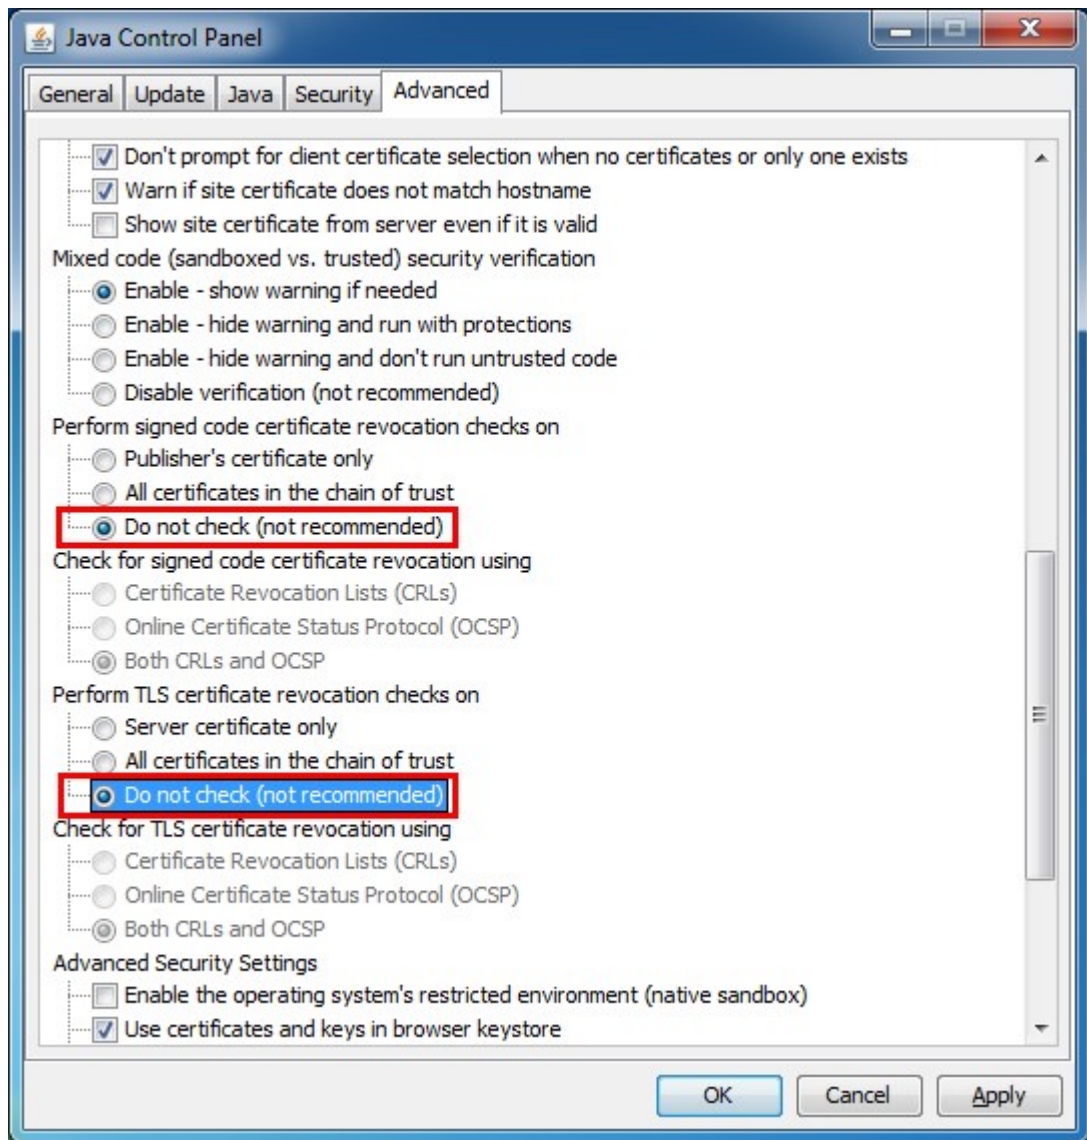 Java Control Panel
General Update Java Security Advanced
Don't prompt for client certificate selection when no certificates or only one exists
Warn if site certificate does not match hostname
Show site certificate from server even if it is valid
Mixed code (sandboxed vs. trusted) security verification
Enable - show warning if needed
Enable - hide warning and run with protections
Enable - hide warning and don't run untrusted code
Disable verification (not recommended)
Perform signed code certificate revocation checks on
Publisher's certificate only
All certificates in the chain of trust
Do not check (not recommended)
Check for signed code certificate revocation using
Certificate Revocation Lists (CRLs)
Online Certificate Status Protocol (OCSP)
Both CRLs and OCSP
Perform TLS certificate revocation checks on
Server certificate only
All certificates in the chain of trust
Do not check (not recommended)
Check for TLS certificate revocation using
Certificate Revocation Lists (CRLs)
Online Certificate Status Protocol (OCSP)
Both CRLs and OCSP
Advanced Security Settings
Enable the operating system's restricted environment (native sandbox)
Use certificates and keys in browser keystore
OK Cancel Apply